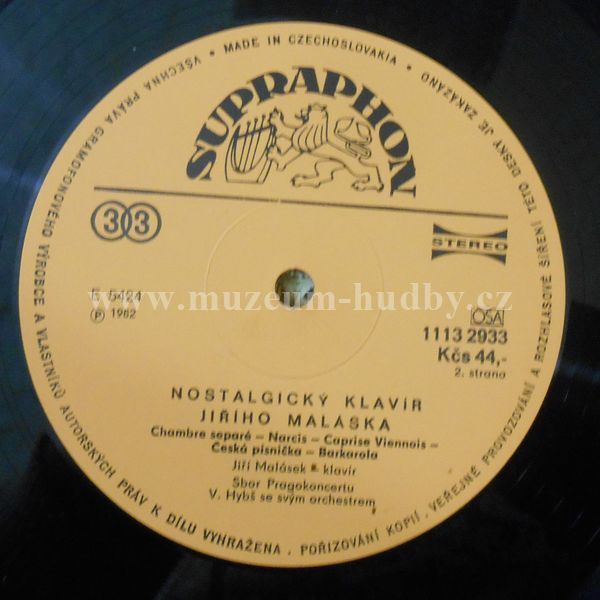 VŠECHNA PRÁVA GRAMOFONOVÉHO VÝROBCE A VLASTNÍKŮ AUTORSKÝCH PRÁV K DÍLU VYHRAŽENA . POŘIZOVÁNÍ KOPIÍ, VEŘEJNÉ PROVOZOVÁNÍ A ROZHLASOVÉ ŠÍŘENÍ TÉTO DESKY JE ZAKÁZÁNO
MADE IN CZECHOSLOVAKIA
SUPRAPHON
33
STEREO
E 5424
℗ 1982
www.muzeum-hudby.cz
OSA
1113 2933
Kčs 44,-
2. strana
NOSTALGICKÝ KLAVÍR
JIŘÍHO MALÁSKA
Chambre separé – Narcis – Caprise Viennois –
Česká písnička – Barkarola
Jiří Malásek – klavír
Sbor Pragokoncertu
V. Hybš se svým orchestrem